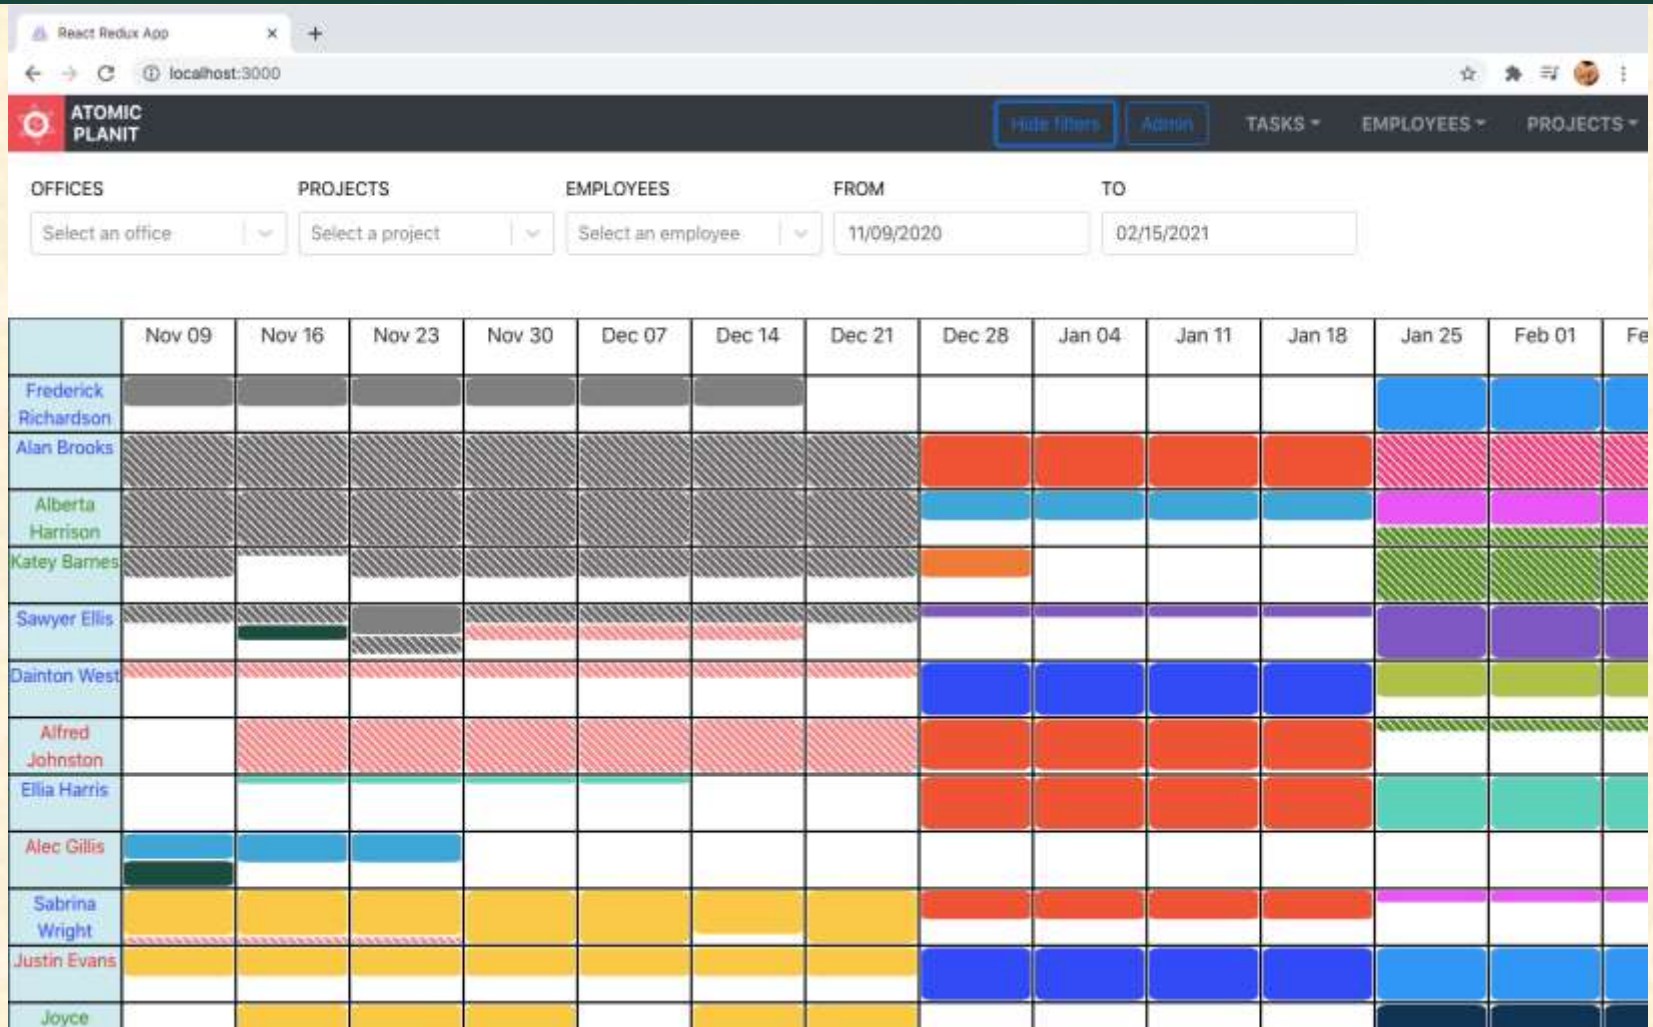 React Redux App
localhost:3000
ATOMIC
PLANIT
Hide filters
Admin
TASKS
EMPLOYEES
PROJECTS
OFFICES
PROJECTS
EMPLOYEES
FROM
TO
Select an office
Select a project
Select an employee
11/09/2020
02/15/2021
Nov 09
Nov 16
Nov 23
Nov 30
Dec 07
Dec 14
Dec 21
Dec 28
Jan 04
Jan 11
Jan 18
Jan 25
Feb 01
Fe
Frederick
Richardson
Alan Brooks
Alberta
Harrison
Katey Barnes
Sawyer Ellis
Dainton West
Alfred
Johnston
Ellia Harris
Alec Gillis
Sabrina
Wright
Justin Evans
Joyce